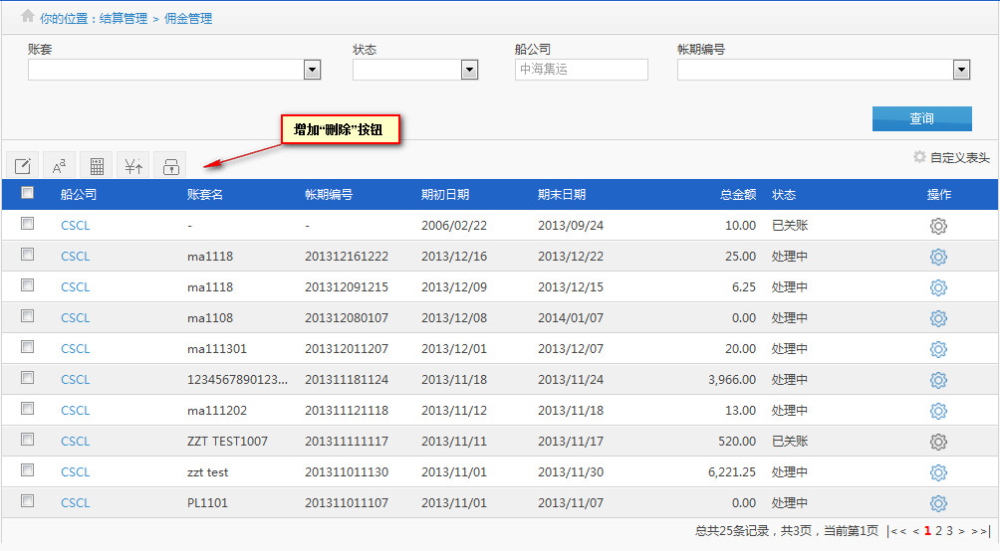 你的位置：结算管理 > 佣金管理
账套 状态 船公司 帐期编号
中海集运
查询
增加“删除”按钮
自定义表头
船公司 账套名 帐期编号 期初日期 期末日期 总金额 状态 操作
CSCL - - 2006/02/22 2013/09/24 10.00 已关账
CSCL ma1118 201312161222 2013/12/16 2013/12/22 25.00 处理中
CSCL ma1118 201312091215 2013/12/09 2013/12/15 6.25 处理中
CSCL ma1108 201312080107 2013/12/08 2014/01/07 0.00 处理中
CSCL ma111301 201312011207 2013/12/01 2013/12/07 20.00 处理中
CSCL 1234567890123... 201311181124 2013/11/18 2013/11/24 3,966.00 处理中
CSCL ma111202 201311121118 2013/11/12 2013/11/18 13.00 处理中
CSCL ZZT TEST1007 201311111117 2013/11/11 2013/11/17 520.00 已关账
CSCL zzt test 201311011130 2013/11/01 2013/11/30 6,221.25 处理中
CSCL PL1101 201311011107 2013/11/01 2013/11/07 0.00 处理中
总共25条记录，共3页，当前第1页 |<< < 1 2 3 > >>|